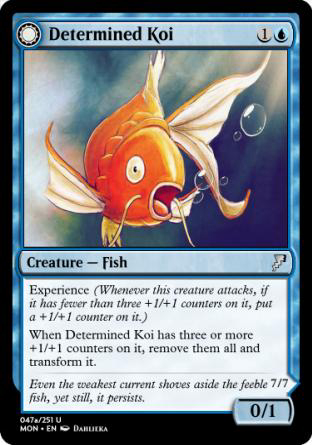 Determined Koi 1
Creature — Fish
Experience (Whenever this creature attacks, if
it has fewer than three +1/+1 counters on it, put
a +1/+1 counter on it.)
When Determined Koi has three or more
+1/+1 counters on it, remove them all and
transform it.
Even the weakest current shoves aside the feeble
fish, yet still, it persists.
7/7
0/1
047a/251 U
MON • EN DAHLIEKA